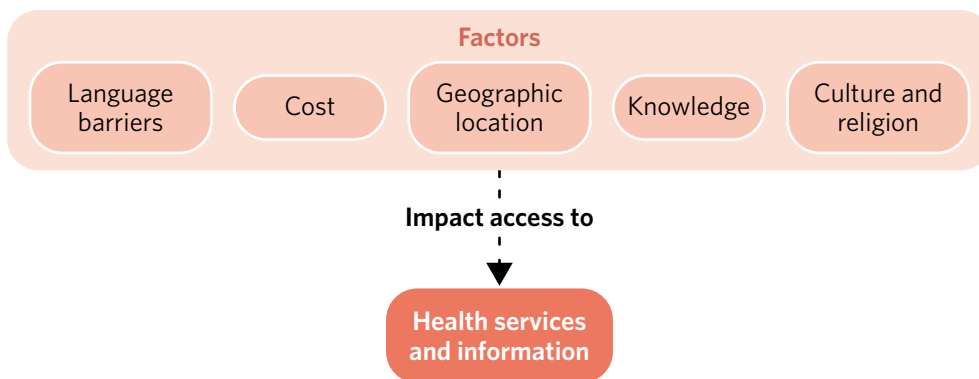 Factors
Language
barriers
Cost
Geographic
location
Knowledge
Culture and
religion
Impact access to
Health services
and information